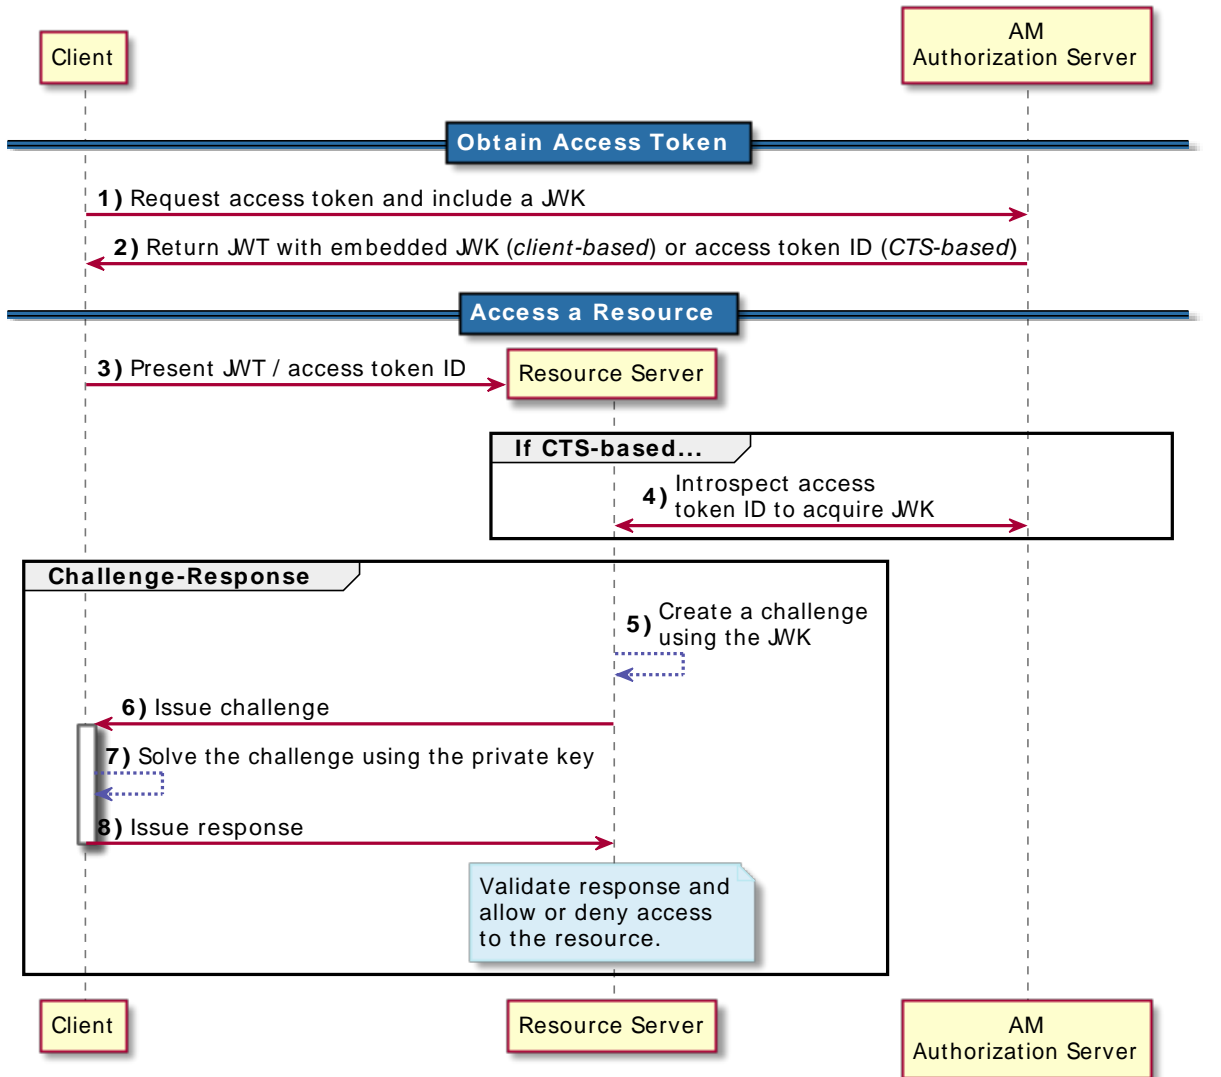 Client
AM
Authorization Server
Obtain Access Token
1) Request access token and include a JWK
2) Return JWT with embedded JWK (client-based) or access token ID (CTS-based)
Access a Resource
3) Present JWT / access token ID
Resource Server
If CTS-based...
4) Introspect access
token ID to acquire JWK
Challenge-Response
5) Create a challenge
using the JWK
6) Issue challenge
7) Solve the challenge using the private key
8) Issue response
Validate response and
allow or deny access
to the resource.
Client
Resource Server
AM
Authorization Server